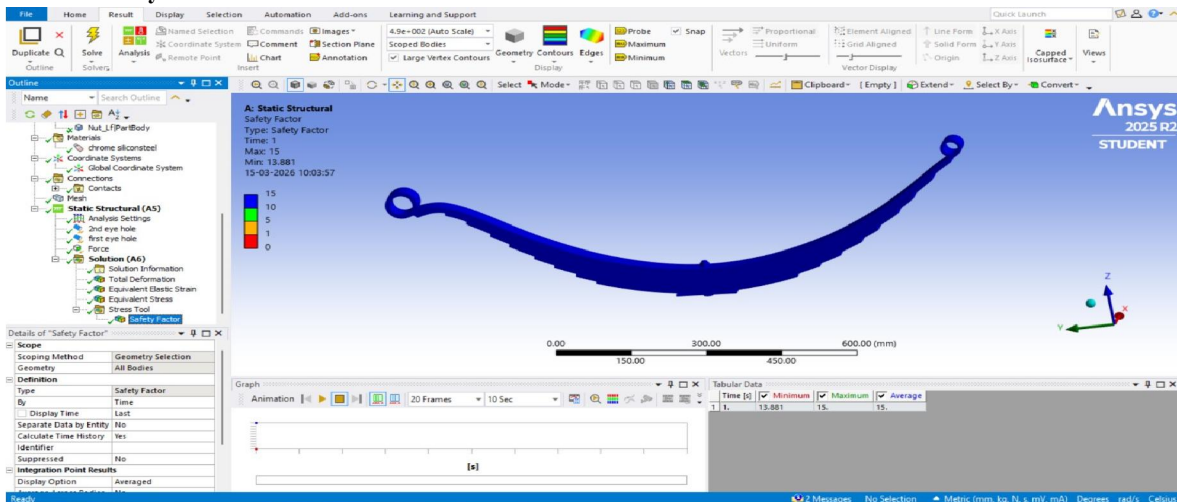 File Home Result Display Selection Automation Add-ons Learning and Support Quick Launch
Named Selection Commands Images 4.9e+002 (Auto Scale) Probe Snap Proportional Element Aligned Line Form X Axis
Coordinate System Comment Section Plane Scoped Bodies Maximum Uniform Grid Aligned Solid Form Y Axis
Remote Point Chart Annotation Large Vertex Contours Minimum Origin Z Axis
Duplicate Solve Analysis Geometry Contours Edges Vectors Capped Isosurface Views
Outline Solvers Insert Display Vector Display
Outline
Name Search Outline
Select Mode Clipboard [Empty] Extend Select By Convert
Nut_Lf|PartBody
Materials
chrome siliconsteel
Coordinate Systems
Global Coordinate System
Connections
Contacts
Mesh
Static Structural (A5)
Analysis Settings
2nd eye hole
first eye hole
Force
Solution (A6)
Solution Information
Total Deformation
Equivalent Elastic Strain
Equivalent Stress
Stress Tool
Safety Factor
A: Static Structural
Safety Factor
Type: Safety Factor
Time: 1
Max: 15
Min: 13.881
15-03-2026 10:03:57
15
10
5
1
0
Ansys
2025 R2
STUDENT
Z
X
Y
0.00 300.00 600.00 (mm)
150.00 450.00
Details of "Safety Factor"
Scope
Scoping Method Geometry Selection
Geometry All Bodies
Definition
Type Safety Factor
By Time
Display Time Last
Separate Data by Entity No
Calculate Time History Yes
Identifier
Suppressed No
Integration Point Results
Display Option Averaged
Graph
Animation 20 Frames 10 Sec
[s]
Tabular Data
Time [s] Minimum Maximum Average
1 1. 13.881 15. 15.
Ready 2 Messages No Selection Metric (mm, kg, N, s, mV, mA) Degrees rad/s Celsius